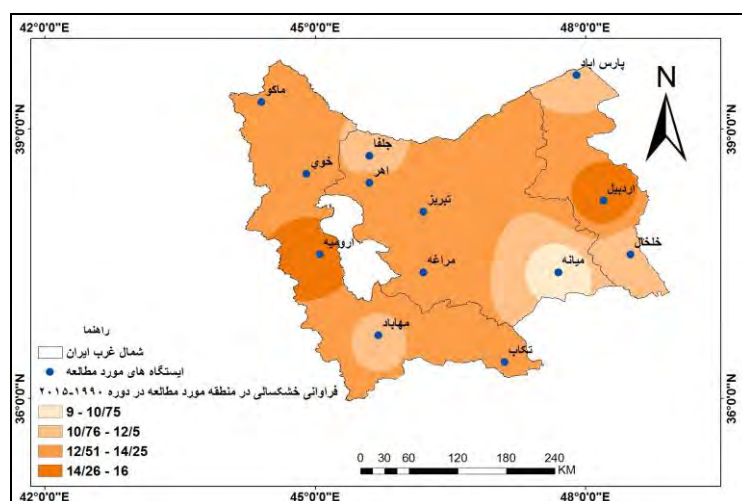 42°0'0"E 45°0'0"E 48°0'0"E
پارس اباد
N
ماکو
39°0'0"N
39°0'0"N
جلفا
خوي
اهر
اردبیل
تبریز
ارومیه
خلخال
مراغه
میانه
راهنما
مهاباد
شمال غرب ایران
تکاب
ایستگاه های مورد مطالعه
فراوانی خشکسالی در منطقه مورد مطالعه در دوره ۱۹۹۰-۲۰۱۵
36°0'0"N
36°0'0"N
9 - 10/75
10/76 - 12/5
12/51 - 14/25
14/26 - 16
0 30 60 120 180 240
KM
42°0'0"E 45°0'0"E 48°0'0"E